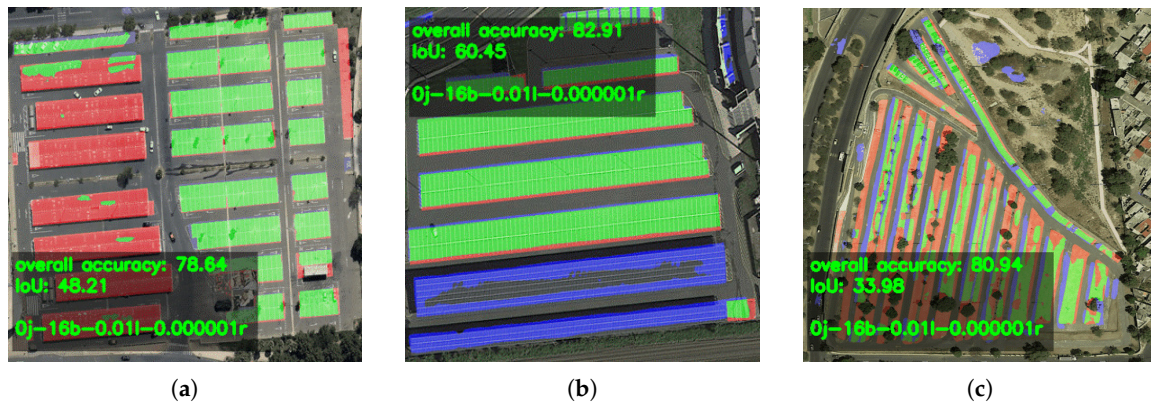 overall accuracy: 78.64
IoU: 48.21
0j-16b-0.01l-0.000001r
(a)
overall accuracy: 82.91
IoU: 60.45
0j-16b-0.01l-0.000001r
(b)
overall accuracy: 80.94
IoU: 33.98
0j-16b-0.01l-0.000001r
(c)